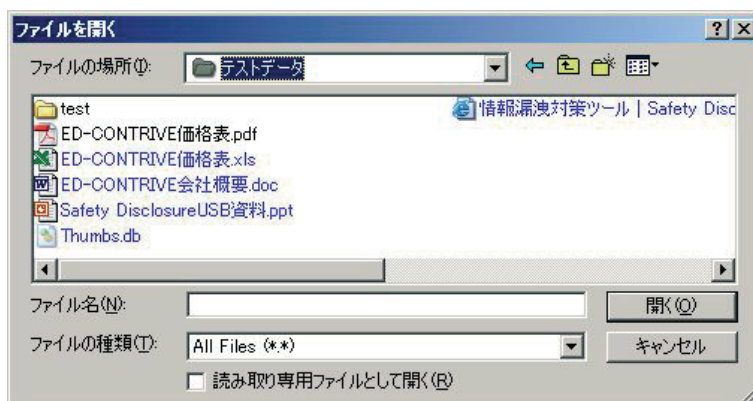 ファイルを開く
ファイルの場所(I):
テストデータ
test
ED-CONTRIVE価格表.pdf
ED-CONTRIVE価格表.xls
ED-CONTRIVE会社概要.doc
Safety DisclosureUSB資料.ppt
Thumbs.db
情報漏洩対策ツール | Safety Disc
ファイル名(N):
開く(O)
ファイルの種類(T):
All Files (*.*)
キャンセル
読み取り専用ファイルとして開く(R)